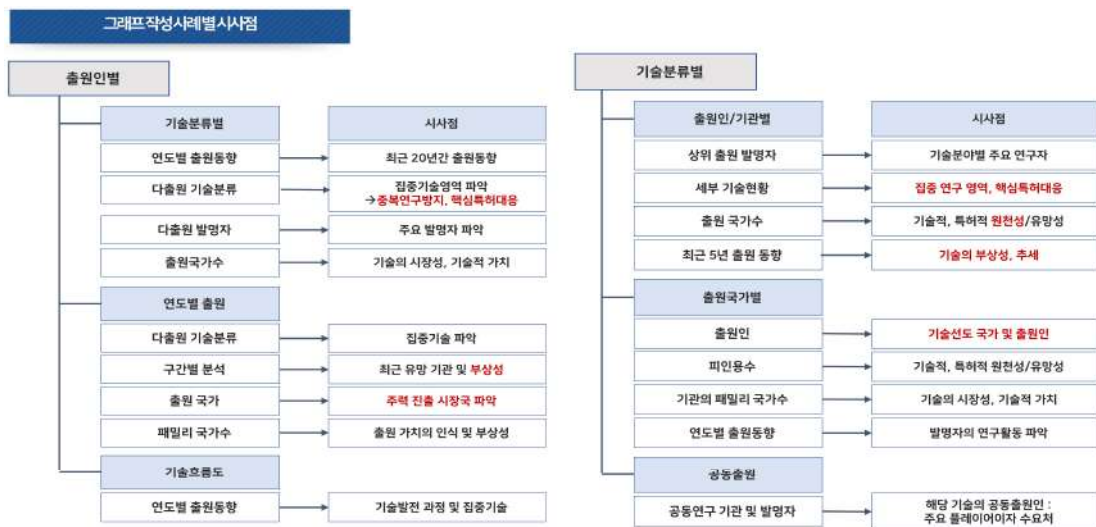 그래프작성사례별시사점
출원인별
기술분류별
시사점
연도별 출원동향
최근 20년간 출원동향
다출원 기술분류
집중기술영역 파악
→중복연구방지, 핵심특허대응
다출원 발명자
주요 발명자 파악
출원국가수
기술의 시장성, 기술적 가치
연도별 출원
다출원 기술분류
집중기술 파악
구간별 분석
최근 유망 기관 및 부상성
출원 국가
주력 진출 시장국 파악
패밀리 국가수
출원 가치의 인식 및 부상성
기술흐름도
연도별 출원동향
기술발전 과정 및 집중기술
기술분류별
출원인/기관별
시사점
상위 출원 발명자
기술분야별 주요 연구자
세부 기술현황
집중 연구 영역, 핵심특허대응
출원 국가수
기술적, 특허적 원천성/유망성
최근 5년 출원 동향
기술의 부상성, 추세
출원국가별
출원인
기술선도 국가 및 출원인
피인용수
기술적, 특허적 원천성/유망성
기관의 패밀리 국가수
기술의 시장성, 기술적 가치
연도별 출원동향
발명자의 연구활동 파악
공동출원
공동연구 기관 및 발명자
해당 기술의 공동출원인 :
주요 플레이어이자 수요처